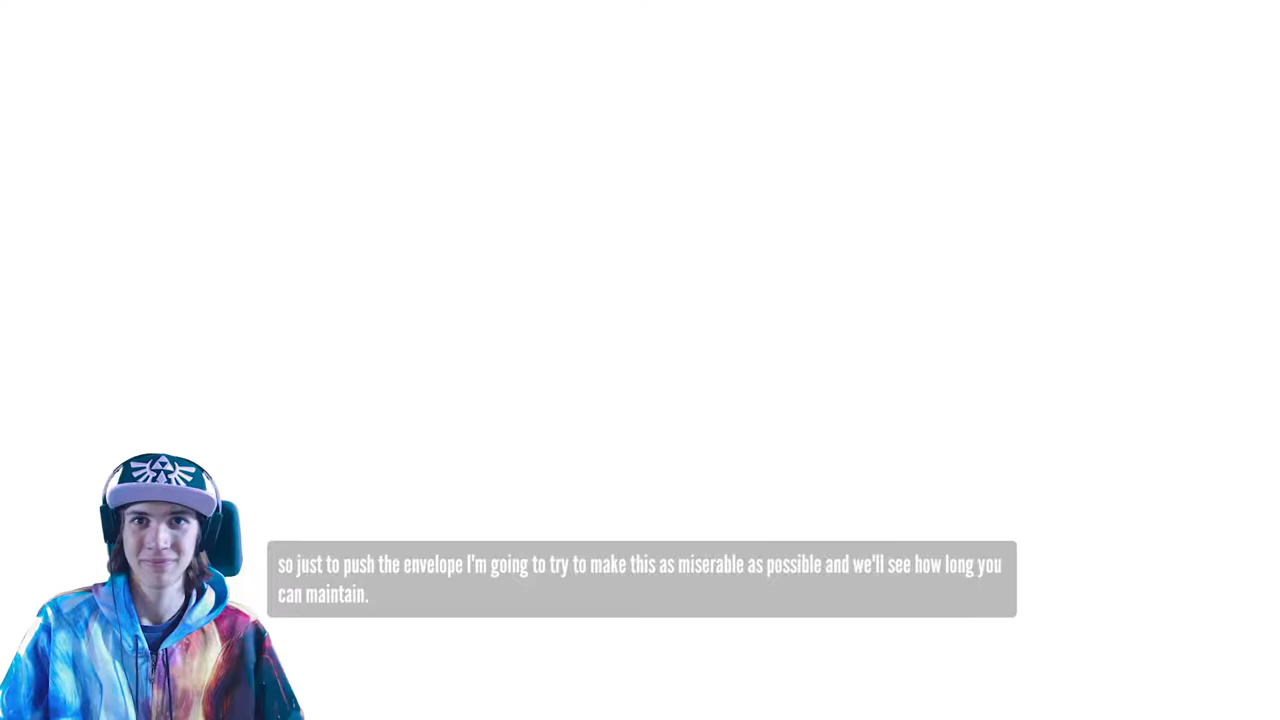 so just to push the envelope I'm going to try to make this as miserable as possible and we'll see how long you
can maintain.